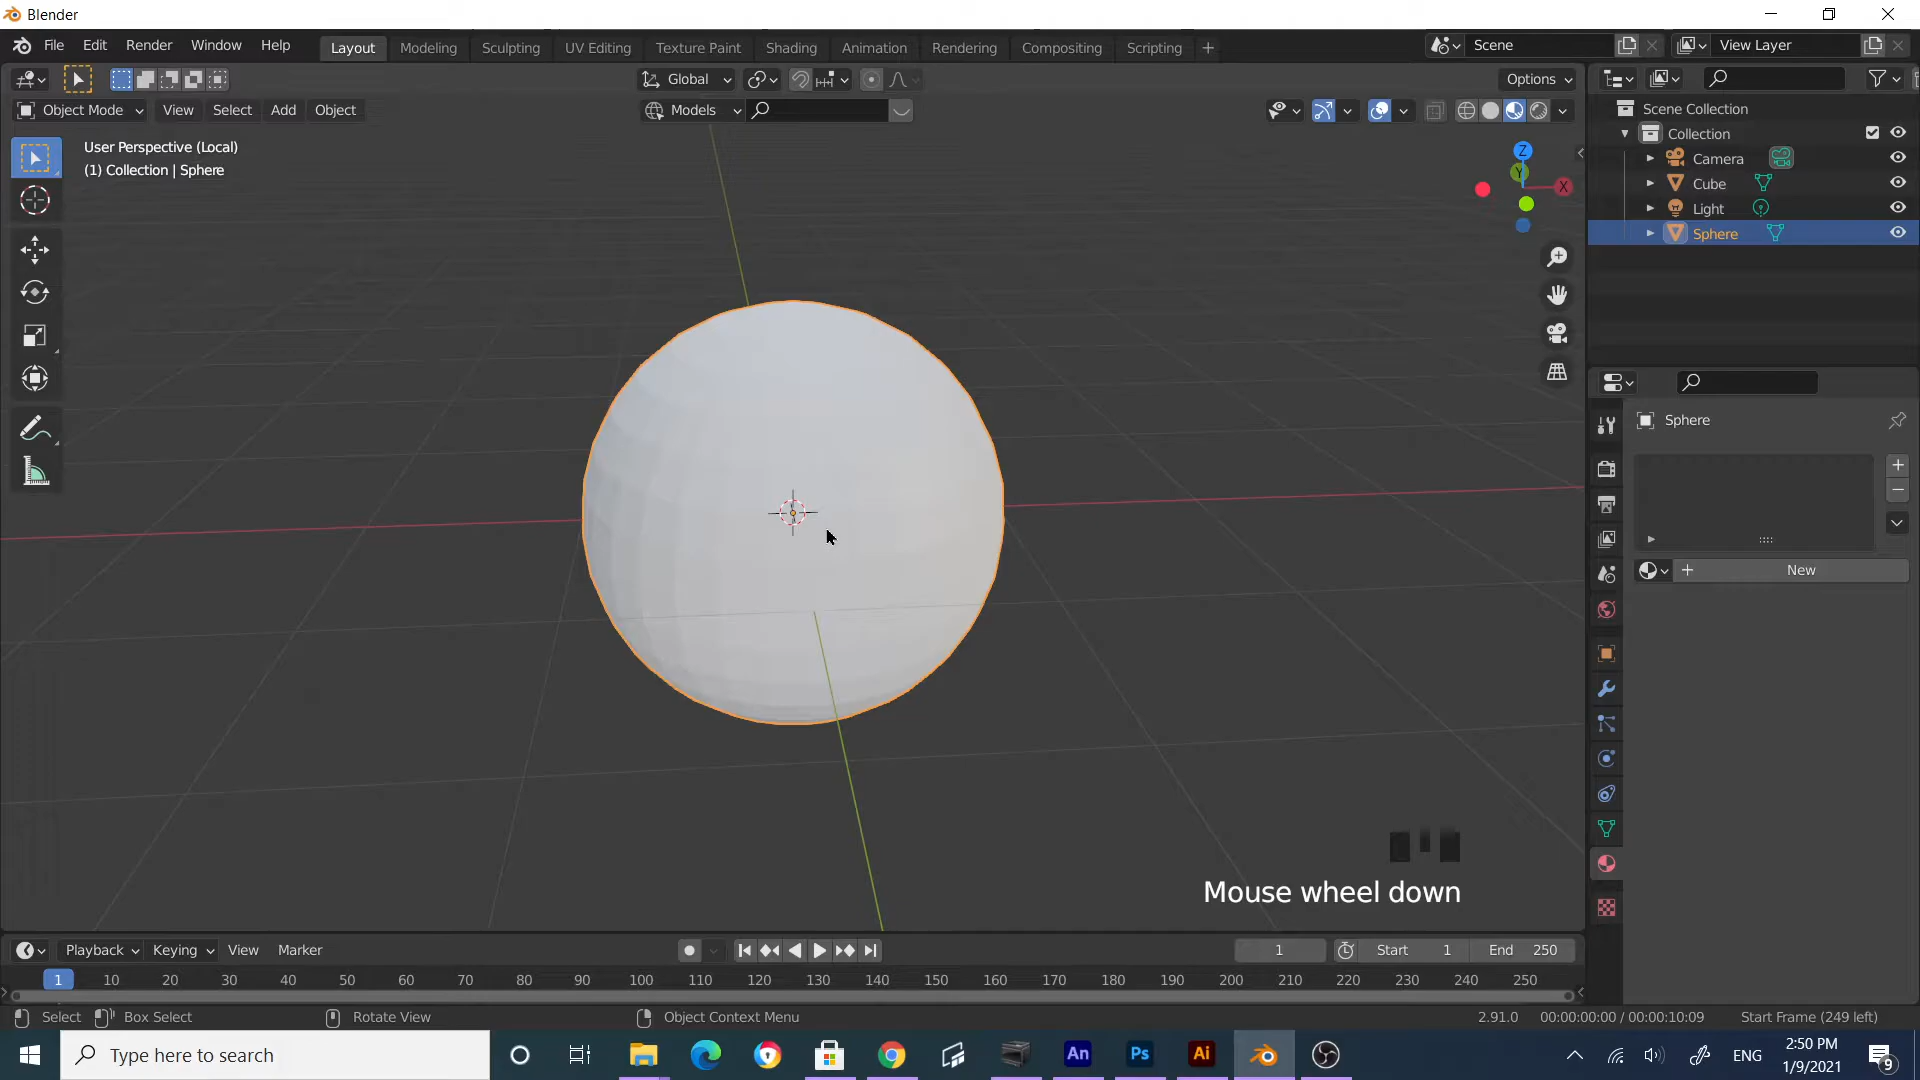 Blender
File Edit Render Window Help Layout Modeling Sculpting UV Editing Texture Paint Shading Animation Rendering Compositing Scripting + Scene View Layer
Global Options
Object Mode View Select Add Object Models
User Perspective (Local)
(1) Collection | Sphere
Z
Y
X
Scene Collection
Collection
Camera
Cube
Light
Sphere
Sphere
+ New
Mouse wheel down
Playback Keying View Marker 1 Start 1 End 250
1 10 20 30 40 50 60 70 80 90 100 110 120 130 140 150 160 170 180 190 200 210 220 230 240 250
Select Box Select Rotate View Object Context Menu 2.91.0 00:00:00:00 / 00:00:10:09 Start Frame (249 left)
Type here to search An Ps Ai ENG 2:50 PM
1/9/2021 9